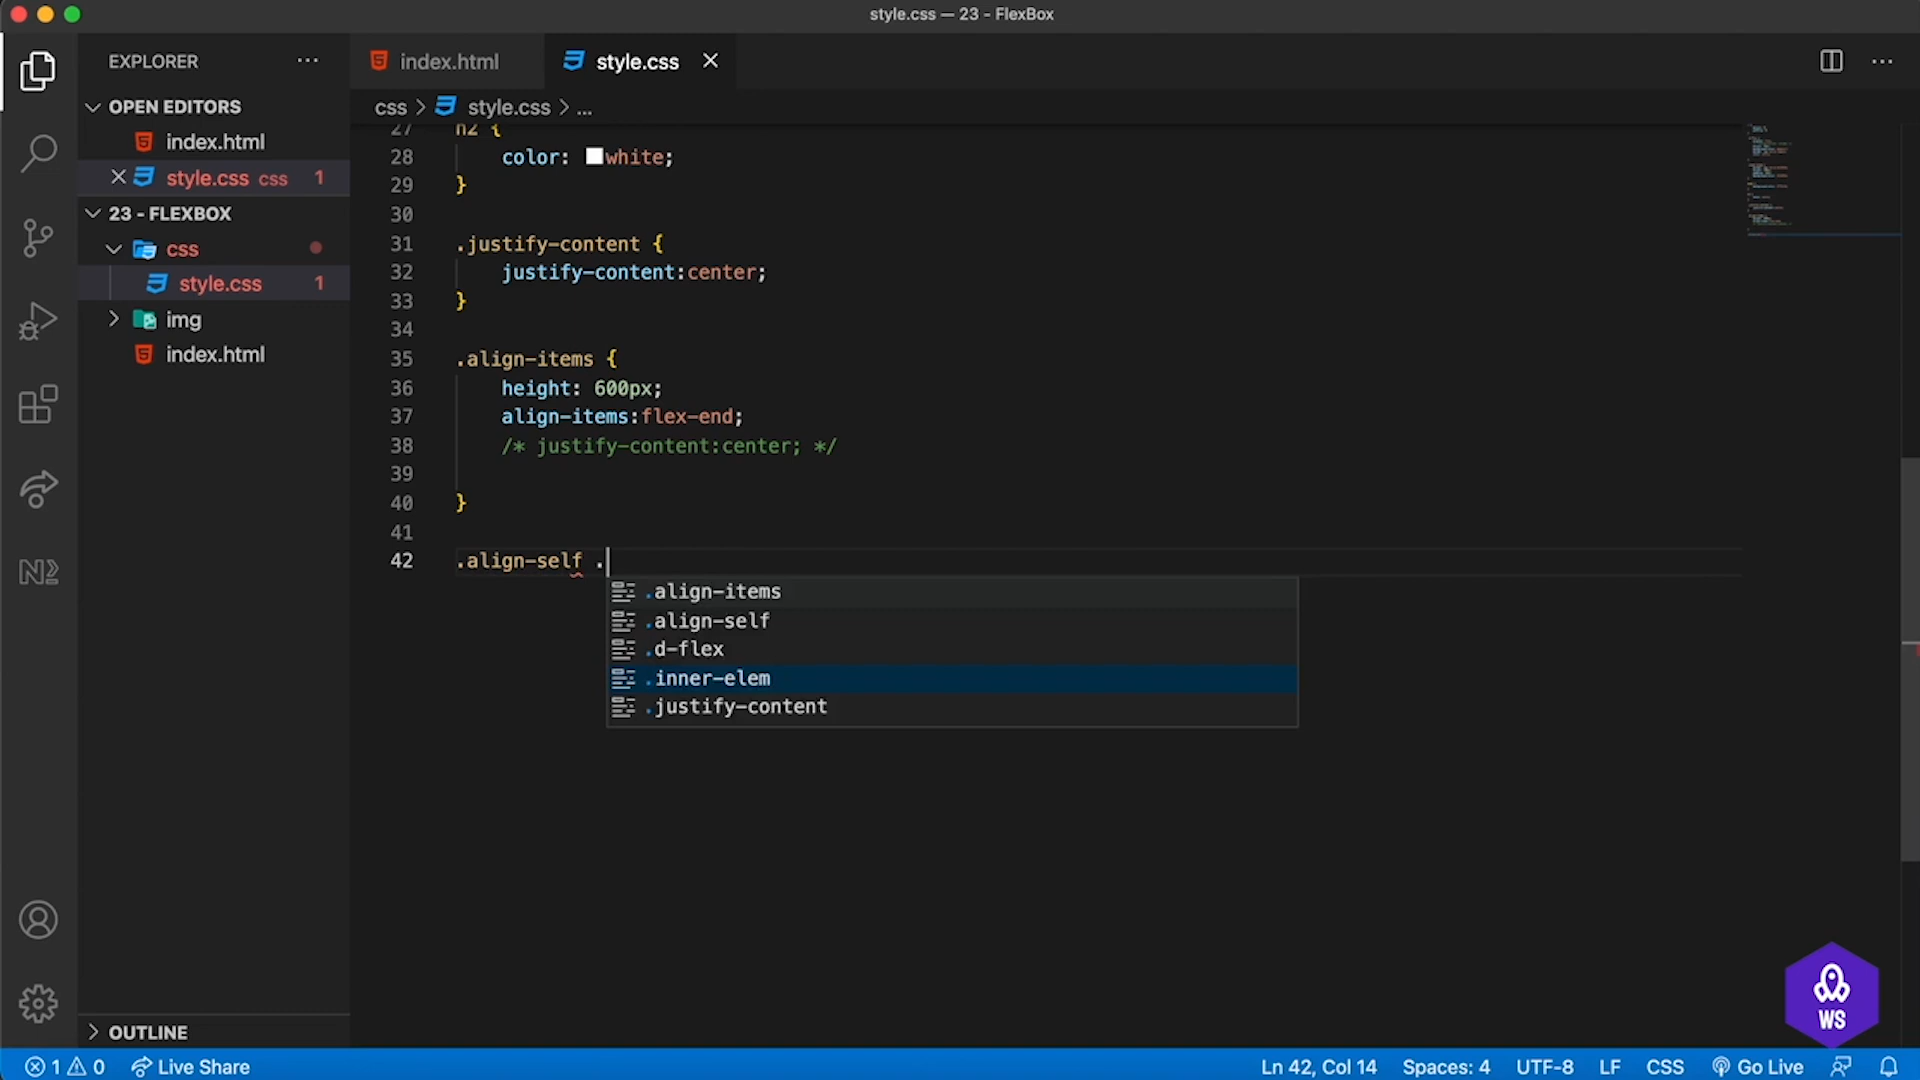 style.css — 23 - FlexBox
EXPLORER
index.html
style.css
OPEN EDITORS
css > style.css > ...
index.html
27 h2 {
style.css css 1
28 color: white;
29 }
23 - FLEXBOX
30
css
31 .justify-content {
32 justify-content:center;
style.css 1
33 }
img
34
index.html
35 .align-items {
36 height: 600px;
37 align-items:flex-end;
38 /* justify-content:center; */
39
40 }
41
42 .align-self .
.align-items
.align-self
.d-flex
.inner-elem
.justify-content
WS
OUTLINE
1 0 Live Share
Ln 42, Col 14 Spaces: 4 UTF-8 LF CSS Go Live